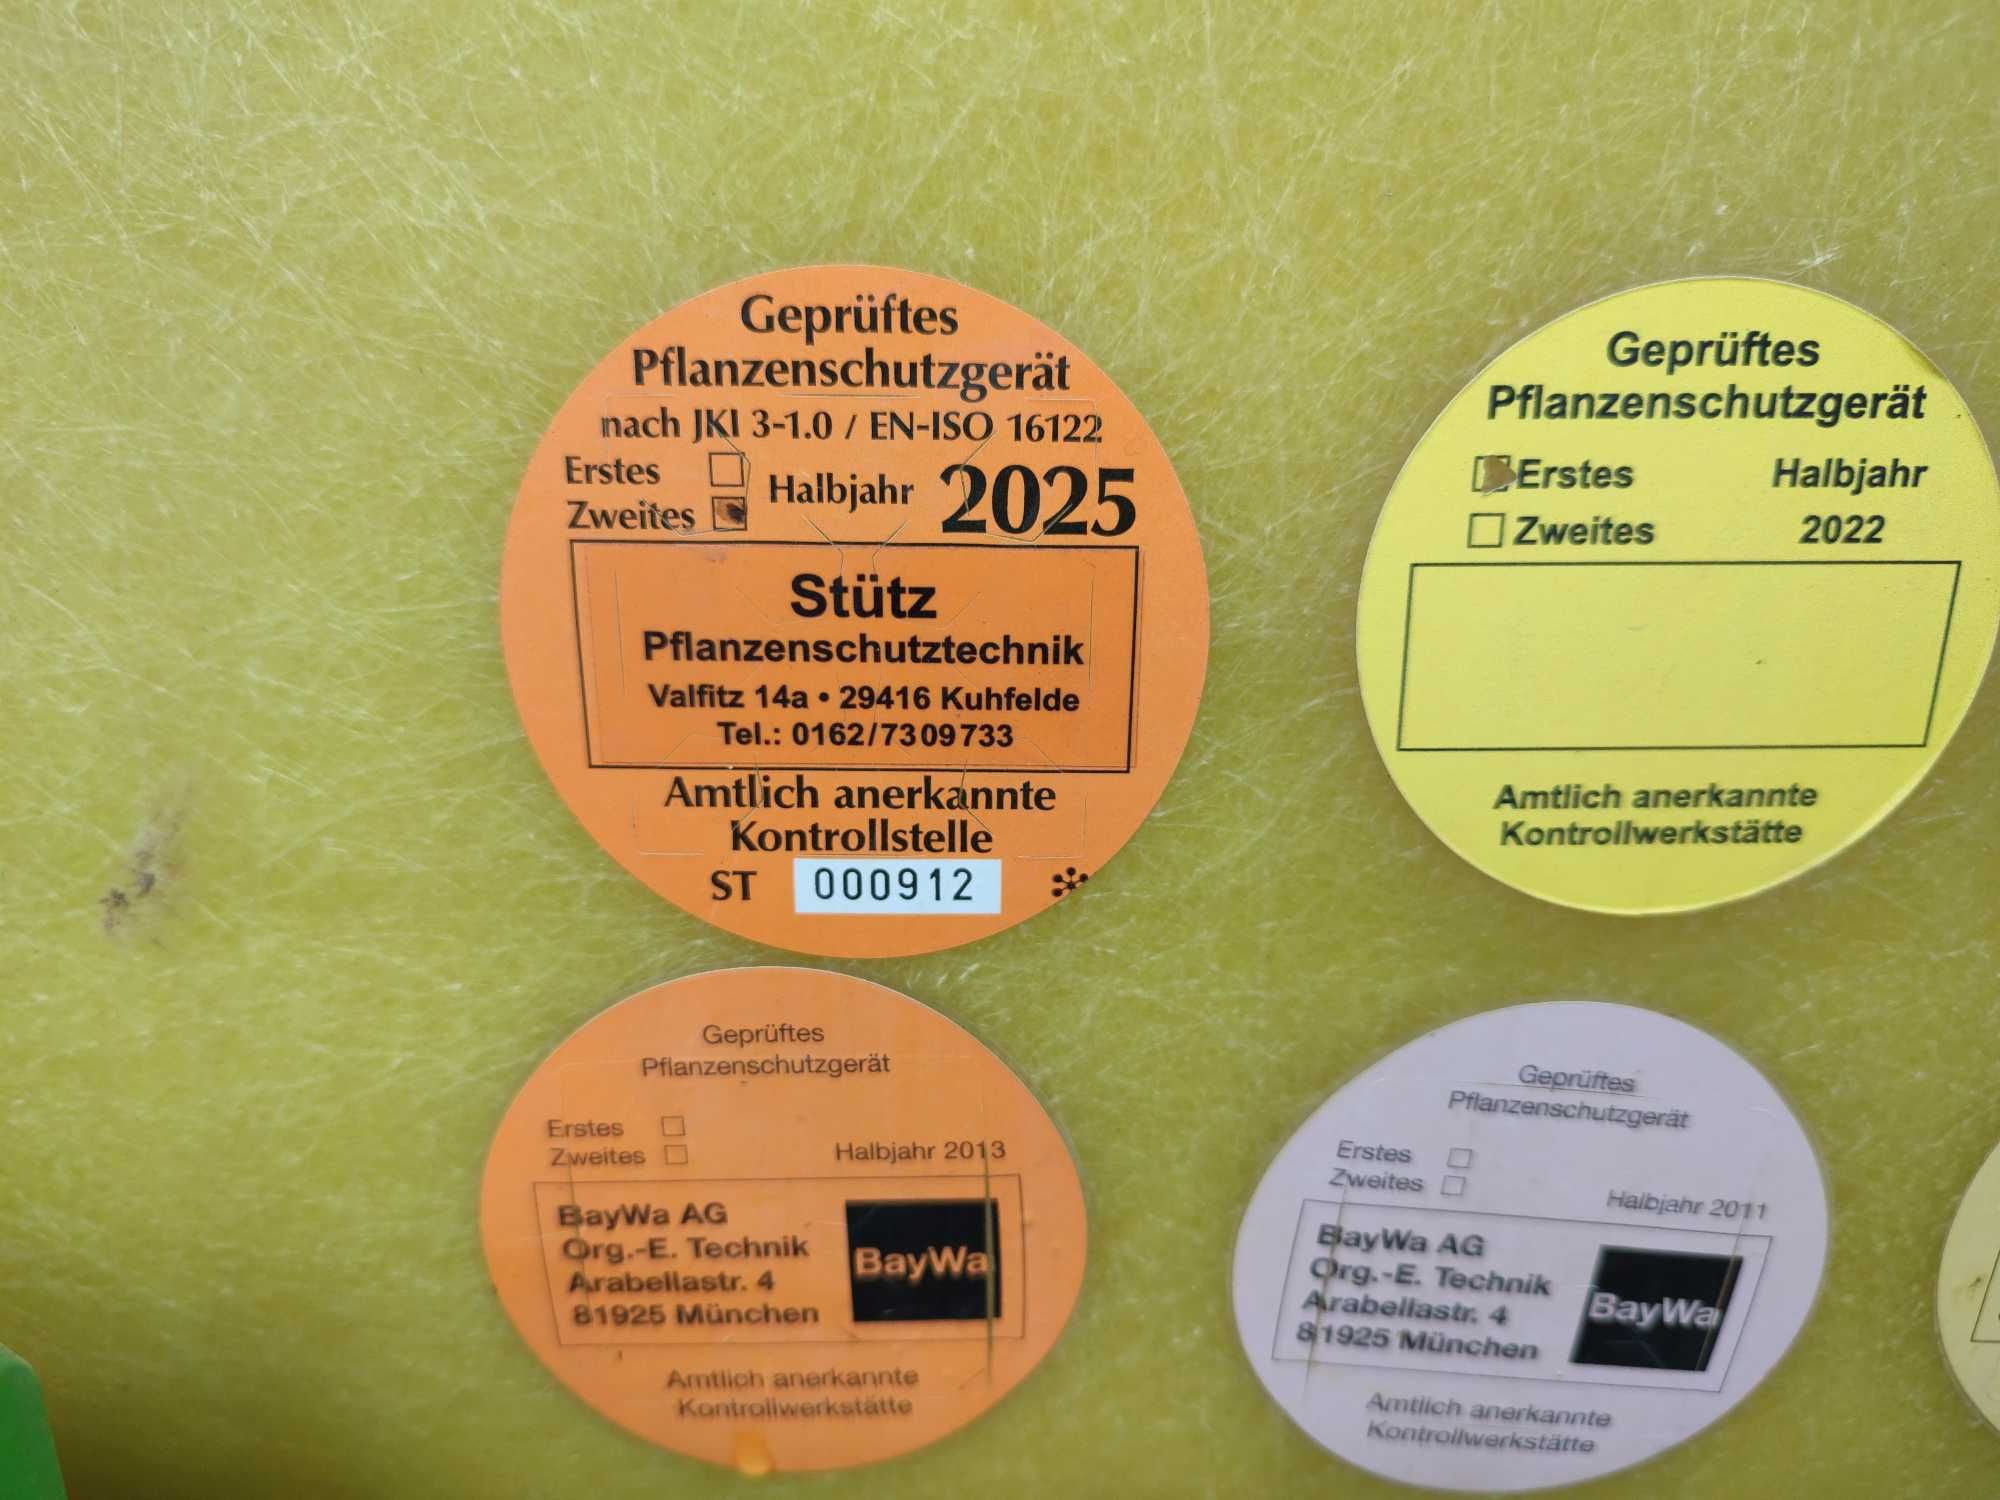 Geprüftes
Pflanzenschutzgerät
nach JKI 3-1.0 / EN-ISO 16122
Erstes
Zweites
Halbjahr 2025
Stütz
Pflanzenschutztechnik
Valfitz 14a • 29416 Kuhfelde
Tel.: 0162/7309733
Amtlich anerkannte
Kontrollstelle
ST 000912
Geprüftes
Pflanzenschutzgerät
Erstes Halbjahr
Zweites 2022
Amtlich anerkannte
Kontrollwerkstätte
Geprüftes
Pflanzenschutzgerät
Erstes
Zweites
Halbjahr 2013
BayWa AG
Org.-E. Technik
Arabellastr. 4
81925 München
BayWa
Amtlich anerkannte
Kontrollwerkstätte
Geprüftes
Pflanzenschutzgerät
Erstes
Zweites
Halbjahr 2011
BayWa AG
Org.-E. Technik
Arabellastr. 4
81925 München
BayWa
Amtlich anerkannte
Kontrollwerkstätte